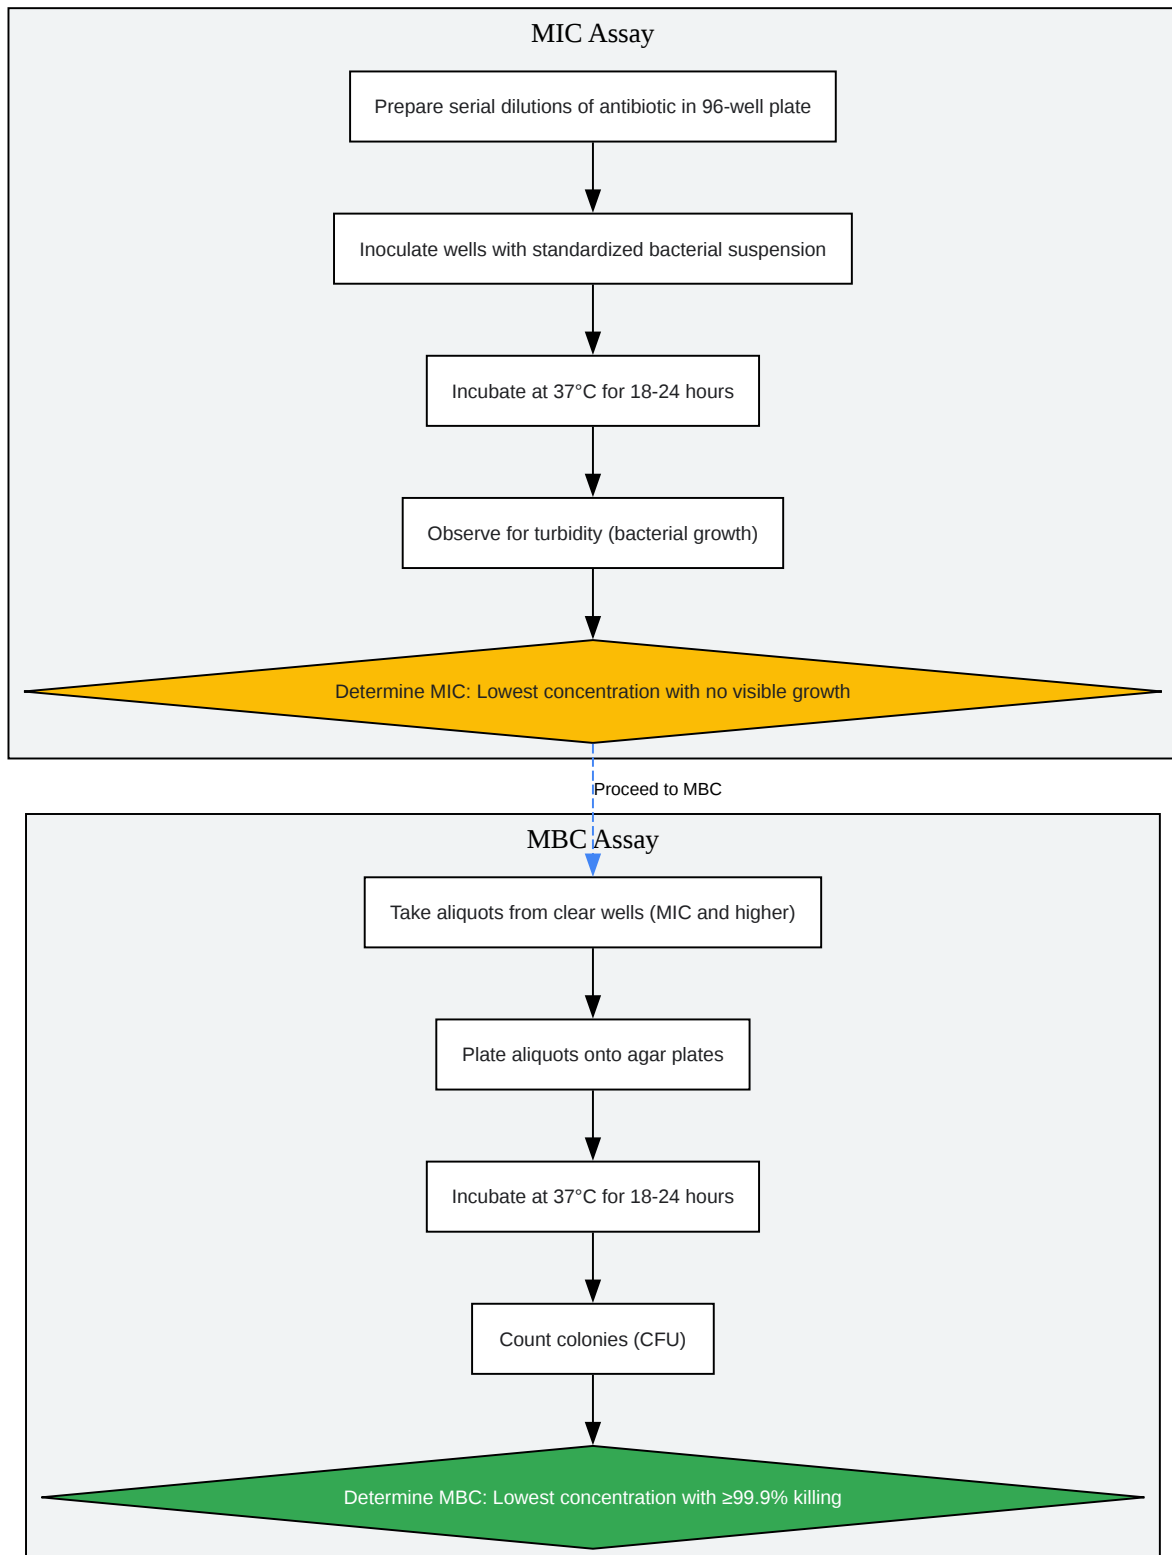 MIC Assay
Prepare serial dilutions of antibiotic in 96-well plate
Inoculate wells with standardized bacterial suspension
Incubate at 37°C for 18-24 hours
Observe for turbidity (bacterial growth)
Determine MIC: Lowest concentration with no visible growth
Proceed to MBC
MBC Assay
Take aliquots from clear wells (MIC and higher)
Plate aliquots onto agar plates
Incubate at 37°C for 18-24 hours
Count colonies (CFU)
Determine MBC: Lowest concentration with ≥99.9% killing